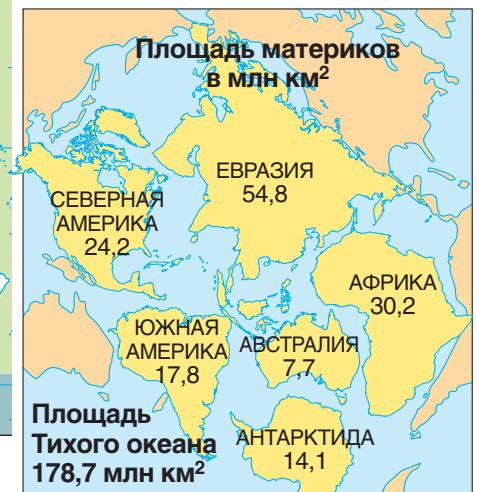 Площадь материков
в млн км²
ЕВРАЗИЯ
54,8
СЕВЕРНАЯ
АМЕРИКА
24,2
АФРИКА
30,2
ЮЖНАЯ
АМЕРИКА
17,8
АВСТРАЛИЯ
7,7
АНТАРКТИДА
14,1
Площадь
Тихого океана
178,7 млн км²